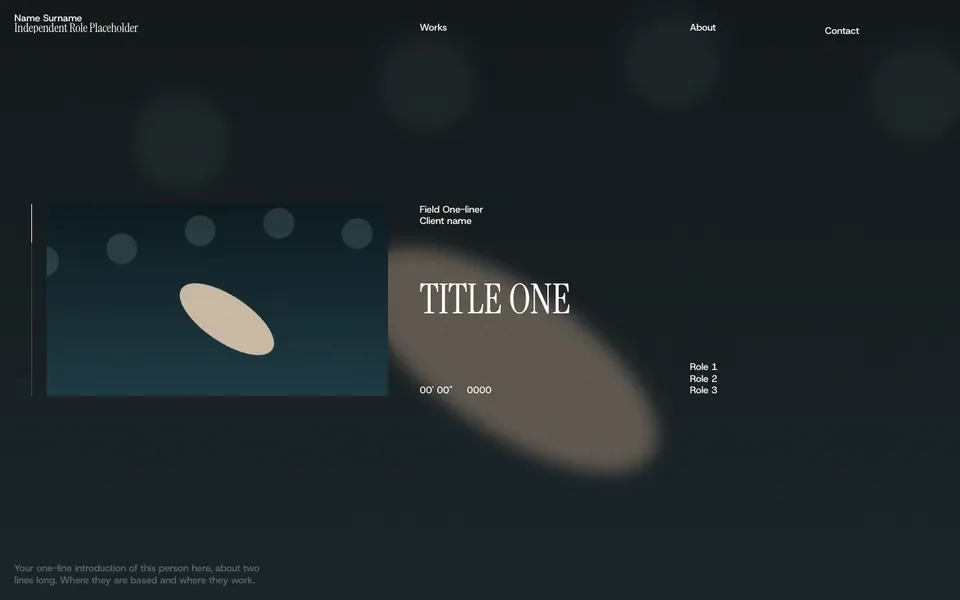 Name Surname
Independent Role Placeholder
Works
About
Contact
Field One-liner
Client name
TITLE ONE
00' 00" 0000
Role 1
Role 2
Role 3
Your one-line introduction of this person here, about two
lines long. Where they are based and where they work.